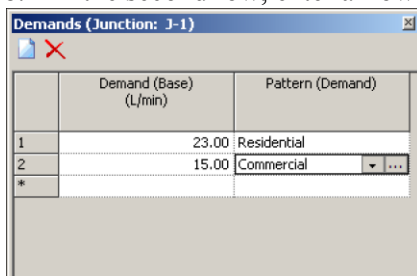 Demands (Junction: J-1)
Demand (Base) Pattern (Demand)
(L/min)
1 23.00 Residential
2 15.00 Commercial ...
*